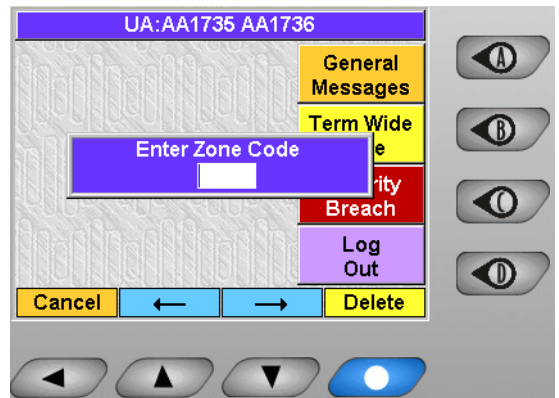 UA:AA1735 AA1736
General
Messages
A
Term Wide
e
B
Enter Zone Code
rity
Breach
C
Log
Out
D
Cancel
←
→
Delete